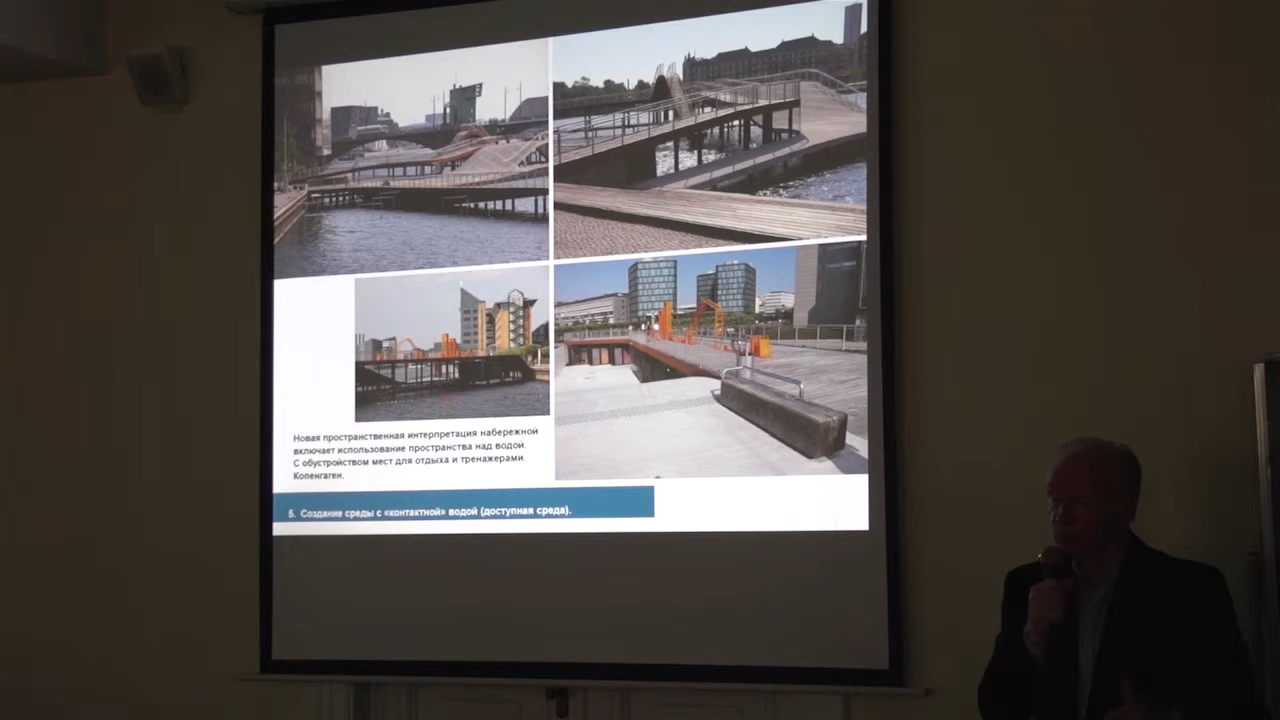 Новая пространственная интерпретация набережной
включает использование пространства над водой.
С обустройством мест для отдыха и тренажерами.
Копенгаген.
5. Создание среды с «контактной» водой (доступная среда).